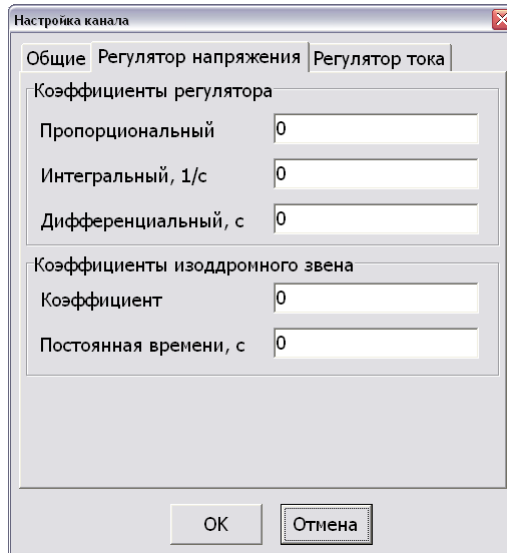 Настройка канала
Общие Регулятор напряжения Регулятор тока
Коэффициенты регулятора
Пропорциональный 0
Интегральный, 1/с 0
Дифференциальный, с 0
Коэффициенты изоддромного звена
Коэффициент 0
Постоянная времени, с 0
OK Отмена